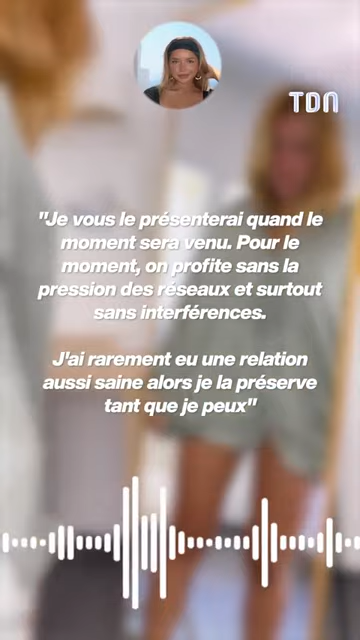 TDN
"Je vous le présenterai quand le
moment sera venu. Pour le
moment, on profite sans la
pression des réseaux et surtout
sans interférences.
J'ai rarement eu une relation
aussi saine alors je la préserve
tant que je peux"